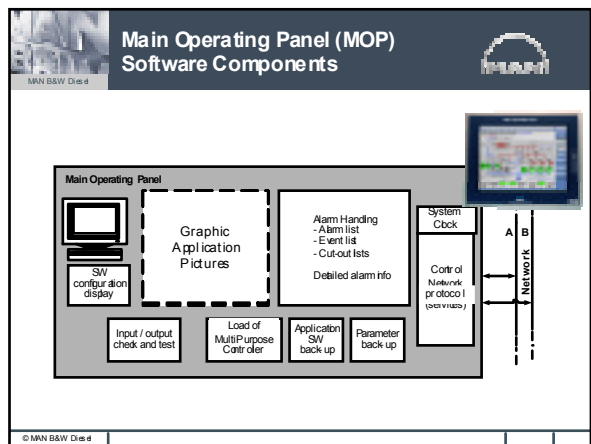 Main Operating Panel (MOP)
Software Components
MAN B&W Diesel
Main Operating Panel
SW
configuration
display
Graphic
Application
Pictures
Alarm Handling
- Alarm list
- Event list
- Cut-out lists
Detailed alarm info
System
Clock
Control
Network
protocol
(services)
A B
Network
Input / output
check and test
Load of
MultiPurpose
Controller
Application
SW
back-up
Parameter
back-up
© MAN B&W Diesel